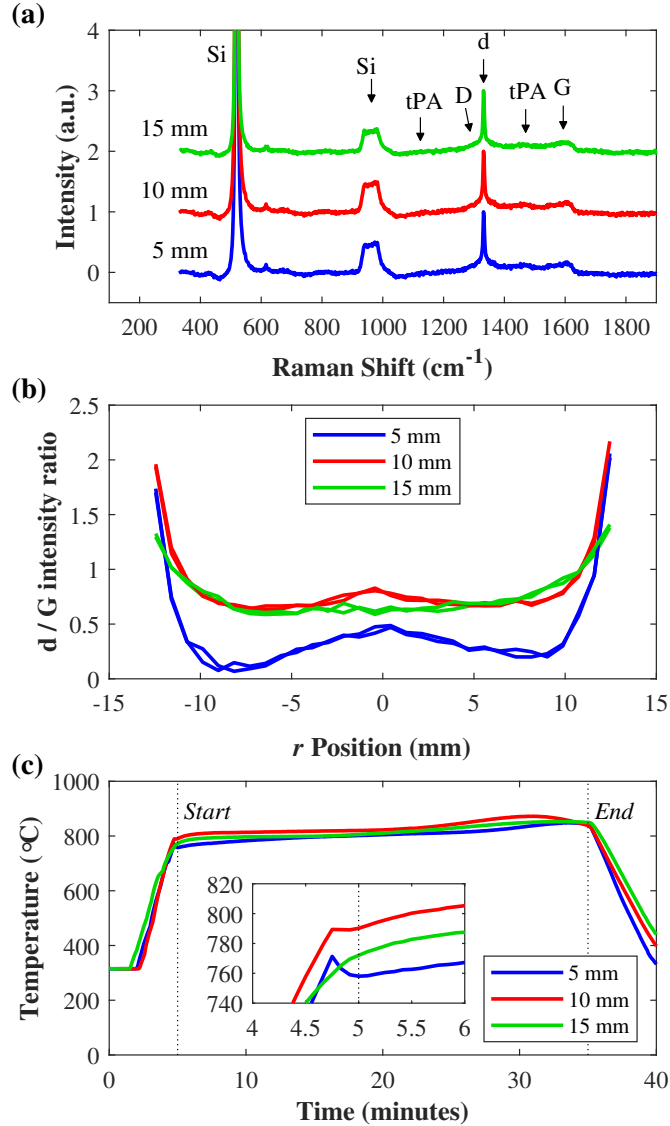 (a)
4
3
2
1
0
Intensity (a.u.)
Si
Si
tPA
D
d
tPA
G
15 mm
10 mm
5 mm
200 600 1000 1400 1800
Raman Shift (cm-1)
(b)
2.5
2
1.5
1
0.5
0
d / G intensity ratio
5 mm
10 mm
15 mm
-15 -10 -5 0 5 10 15
r Position (mm)
(c)
1000
800
600
400
200
0
Temperature (°C)
Start
End
820
800
780
760
740
4 4.5 5 5.5 6
5 mm
10 mm
15 mm
0 10 20 30 40
Time (minutes)